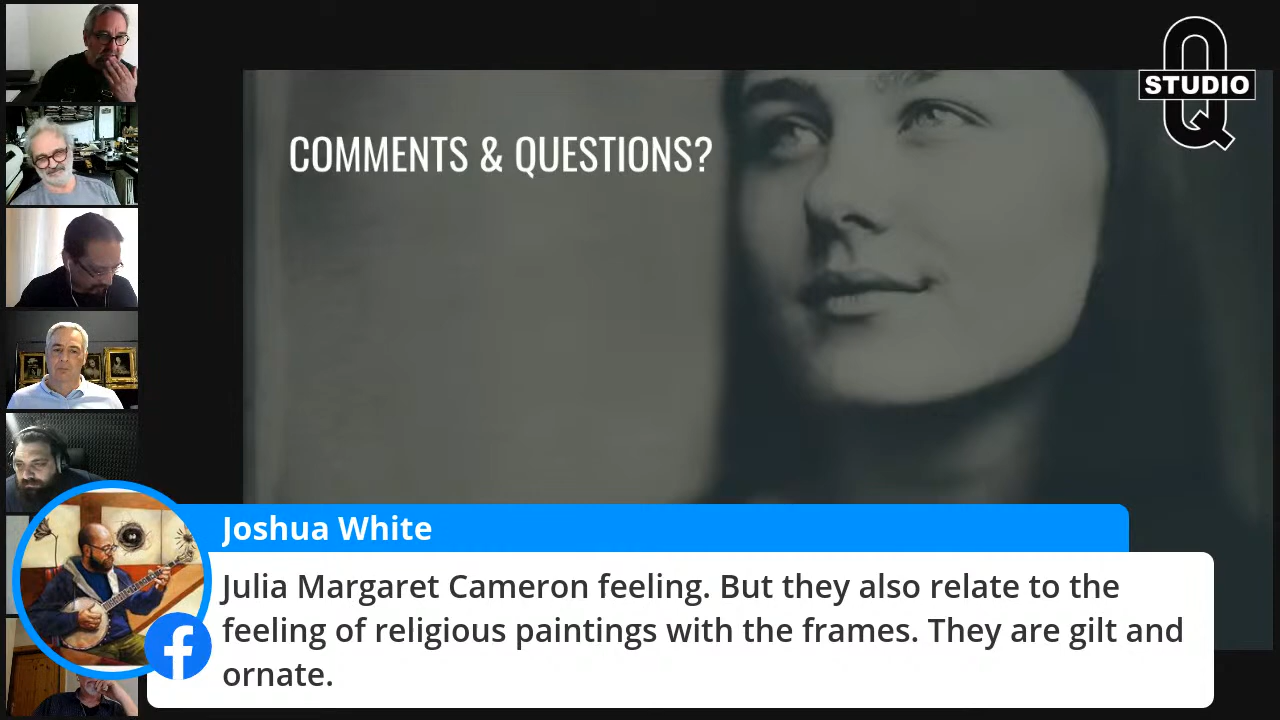 STUDIO
Q
COMMENTS & QUESTIONS?
Joshua White
Julia Margaret Cameron feeling. But they also relate to the
feeling of religious paintings with the frames. They are gilt and
ornate.